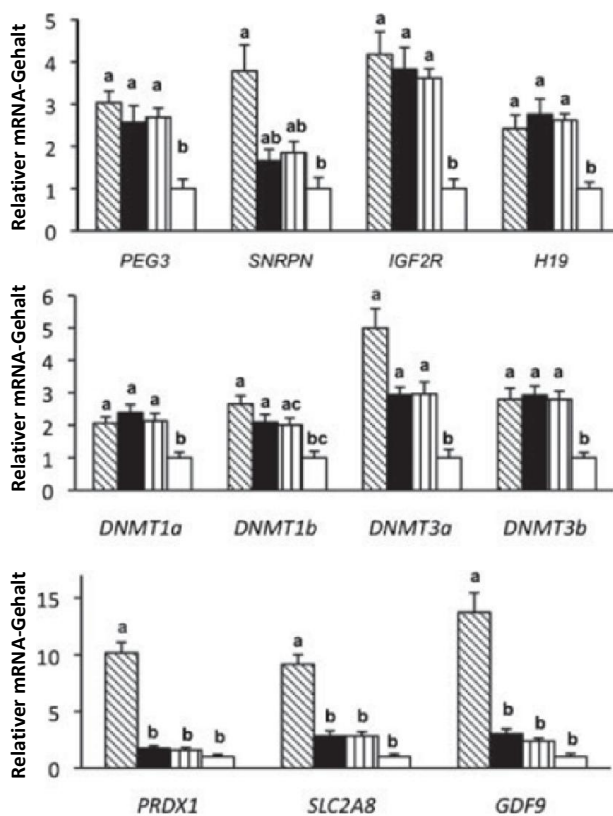 Relativer mRNA-Gehalt
5
4
3
2
1
0
a a a b
a ab ab b
a a a b
a a a b
PEG3 SNRPN IGF2R H19
Relativer mRNA-Gehalt
6
5
4
3
2
1
0
a a a b
a a ac bc
a a a b
a a a b
DNMT1a DNMT1b DNMT3a DNMT3b
Relativer mRNA-Gehalt
15
10
5
0
a b b b
a b b b
a b b b
PRDX1 SLC2A8 GDF9